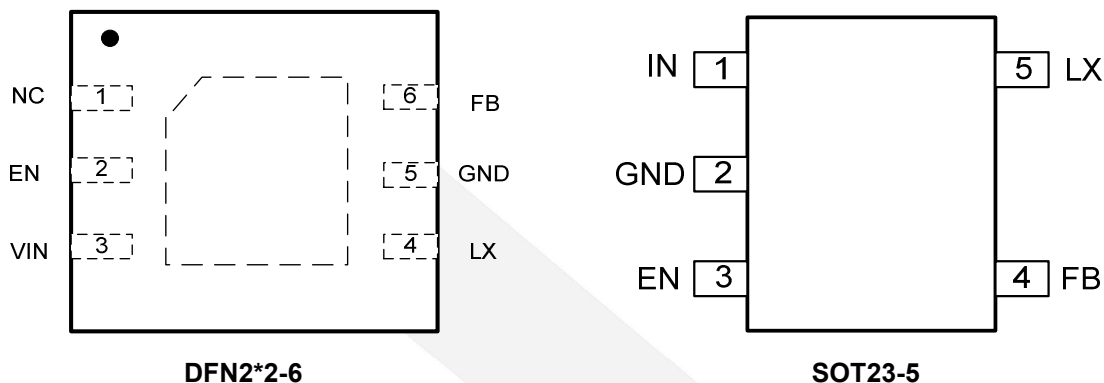 NC 1
EN 2
VIN 3
6 FB
5 GND
4 LX
DFN2*2-6
IN 1
GND 2
EN 3
5 LX
4 FB
SOT23-5